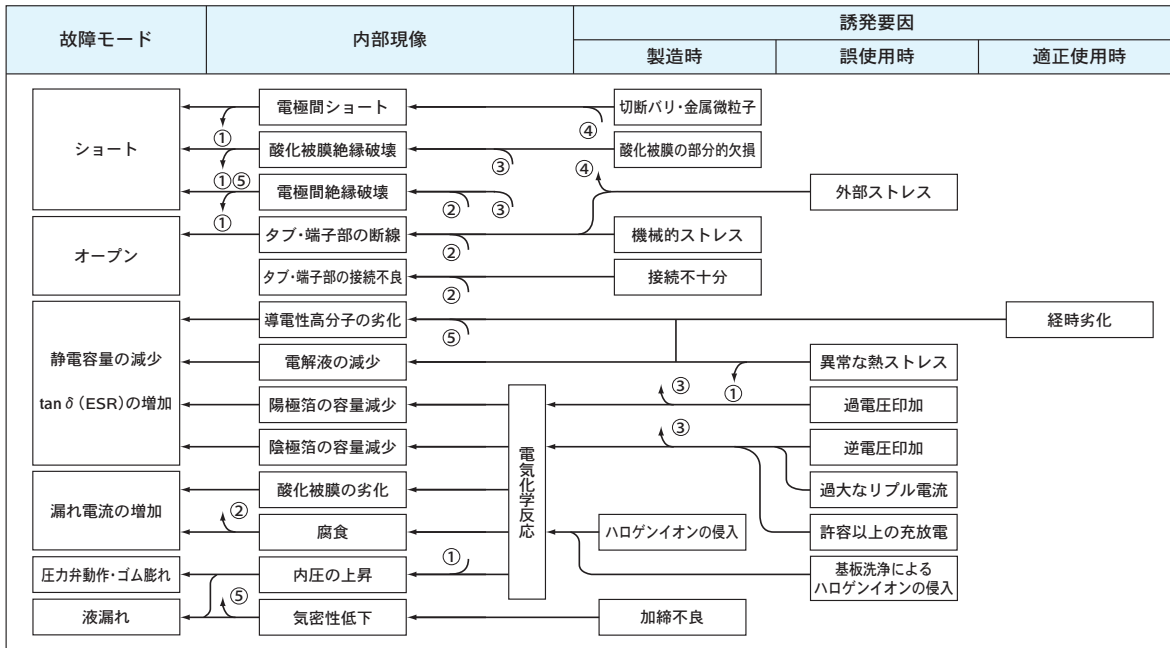 故障モード
内部現像
誘発要因
製造時
誤使用時
適正使用時
ショート
電極間ショート
切断バリ・金属微粒子
①
④
酸化被膜絶縁破壊
酸化被膜の部分的欠損
①⑤
③
④
電極間絶縁破壊
外部ストレス
①
②
③
オープン
タブ・端子部の断線
機械的ストレス
②
タブ・端子部の接続不良
接続不十分
②
静電容量の減少
tan δ (ESR)の増加
導電性高分子の劣化
経時劣化
⑤
電解液の減少
異常な熱ストレス
①
陽極箔の容量減少
過電圧印加
③
陰極箔の容量減少
逆電圧印加
③
電気化学反応
漏れ電流の増加
酸化被膜の劣化
過大なリプル電流
②
腐食
ハロゲンイオンの侵入
許容以上の充放電
圧力弁動作・ゴム膨れ
内圧の上昇
①
基板洗浄による
ハロゲンイオンの侵入
液漏れ
⑤
気密性低下
加締不良